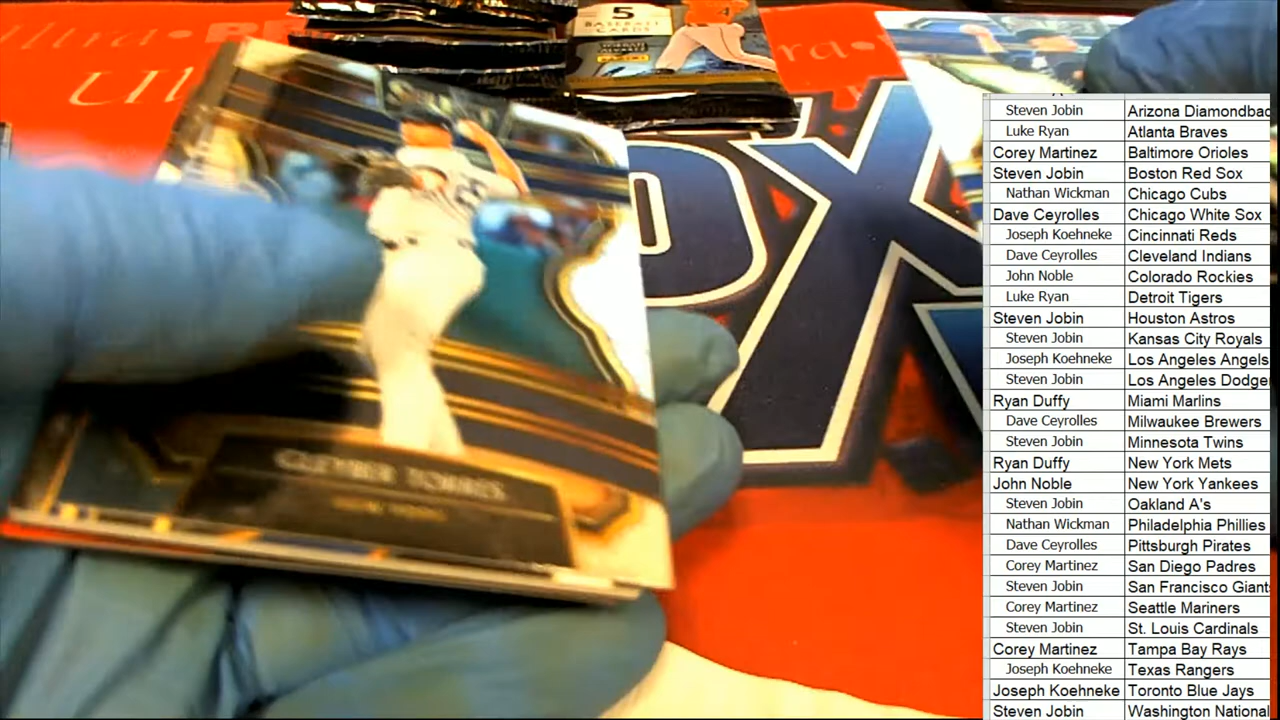 5
BASEBALL
CARDS
OX
GLEYBER TORRES
Steven Jobin Arizona Diamondbac
Luke Ryan Atlanta Braves
Corey Martinez Baltimore Orioles
Steven Jobin Boston Red Sox
Nathan Wickman Chicago Cubs
Dave Ceyrolles Chicago White Sox
Joseph Koehneke Cincinnati Reds
Dave Ceyrolles Cleveland Indians
John Noble Colorado Rockies
Luke Ryan Detroit Tigers
Steven Jobin Houston Astros
Steven Jobin Kansas City Royals
Joseph Koehneke Los Angeles Angels
Steven Jobin Los Angeles Dodge
Ryan Duffy Miami Marlins
Dave Ceyrolles Milwaukee Brewers
Steven Jobin Minnesota Twins
Ryan Duffy New York Mets
John Noble New York Yankees
Steven Jobin Oakland A's
Nathan Wickman Philadelphia Phillies
Dave Ceyrolles Pittsburgh Pirates
Corey Martinez San Diego Padres
Steven Jobin San Francisco Giant
Corey Martinez Seattle Mariners
Steven Jobin St. Louis Cardinals
Corey Martinez Tampa Bay Rays
Joseph Koehneke Texas Rangers
Joseph Koehneke Toronto Blue Jays
Steven Jobin Washington National